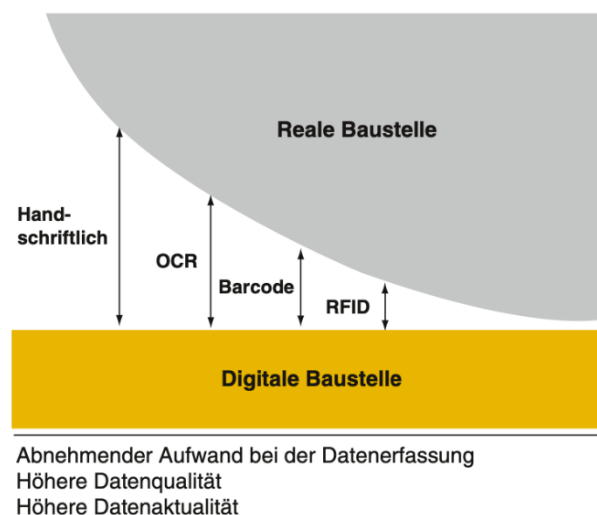 Reale Baustelle
Hand-
schriftlich
OCR
Barcode
RFID
Digitale Baustelle
Abnehmender Aufwand bei der Datenerfassung
Höhere Datenqualität
Höhere Datenaktualität